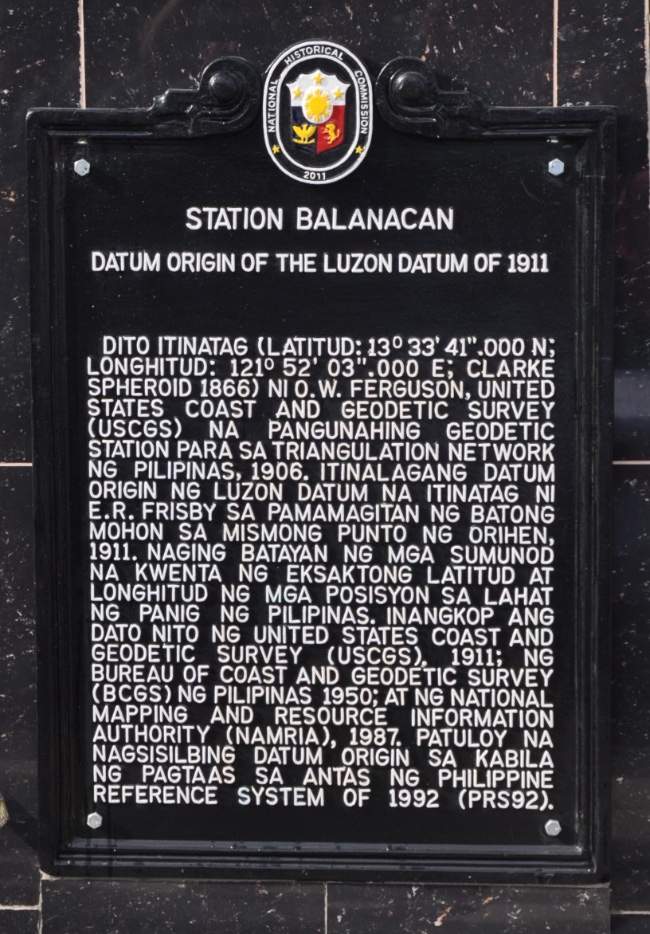 NATIONAL HISTORICAL COMMISSION
2011
STATION BALANACAN
DATUM ORIGIN OF THE LUZON DATUM OF 1911
DITO ITINATAG (LATITUD: 13° 33' 41".000 N;
LONGHITUD: 121° 52' 03".000 E; CLARKE
SPHEROID 1866) NI O.W. FERGUSON, UNITED
STATES COAST AND GEODETIC SURVEY
(USCGS) NA PANGUNAHING GEODETIC
STATION PARA SA TRIANGULATION NETWORK
NG PILIPINAS, 1906. ITINALAGANG DATUM
ORIGIN NG LUZON DATUM NA ITINATAG NI
E.R. FRISBY SA PAMAMAGITAN NG BATONG
MOHON SA MISMONG PUNTO NG ORIHEN,
1911. NAGING BATAYAN NG MGA SUMUNOD
NA KWENTA NG EKSAKTONG LATITUD AT
LONGHITUD NG MGA POSISYON SA LAHAT
NG PANIG NG PILIPINAS. INANGKOP ANG
DATO NITO NG UNITED STATES COAST AND
GEODETIC SURVEY (USCGS), 1911; NG
BUREAU OF COAST AND GEODETIC SURVEY
(BCGS) NG PILIPINAS 1950; AT NG NATIONAL
MAPPING AND RESOURCE INFORMATION
AUTHORITY (NAMRIA), 1987. PATULOY NA
NAGSISILBING DATUM ORIGIN SA KABILA
NG PAGTAAS SA ANTAS NG PHILIPPINE
REFERENCE SYSTEM OF 1992 (PRS92).